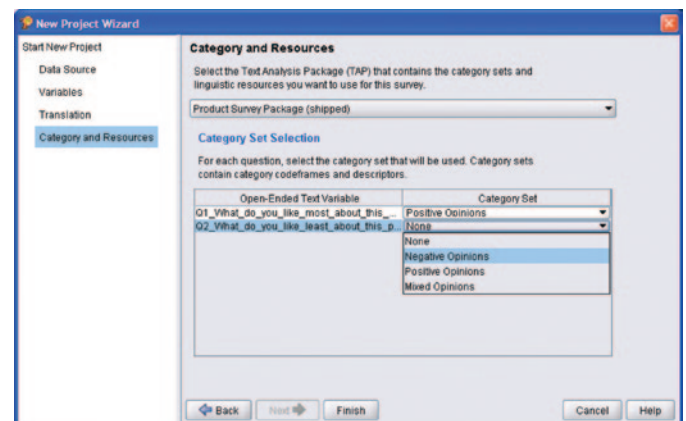 New Project Wizard
Start New Project
Data Source
Variables
Translation
Category and Resources
Category and Resources
Select the Text Analysis Package (TAP) that contains the category sets and
linguistic resources you want to use for this survey.
Product Survey Package (shipped)
Category Set Selection
For each question, select the category set that will be used. Category sets
contain category codeframes and descriptors.
Open-Ended Text Variable Category Set
Q1_What_do_you_like_most_about_this_... Positive Opinions
Q2_What_do_you_like_least_about_this_p... None
None
Negative Opinions
Positive Opinions
Mixed Opinions
Back Next Finish Cancel Help